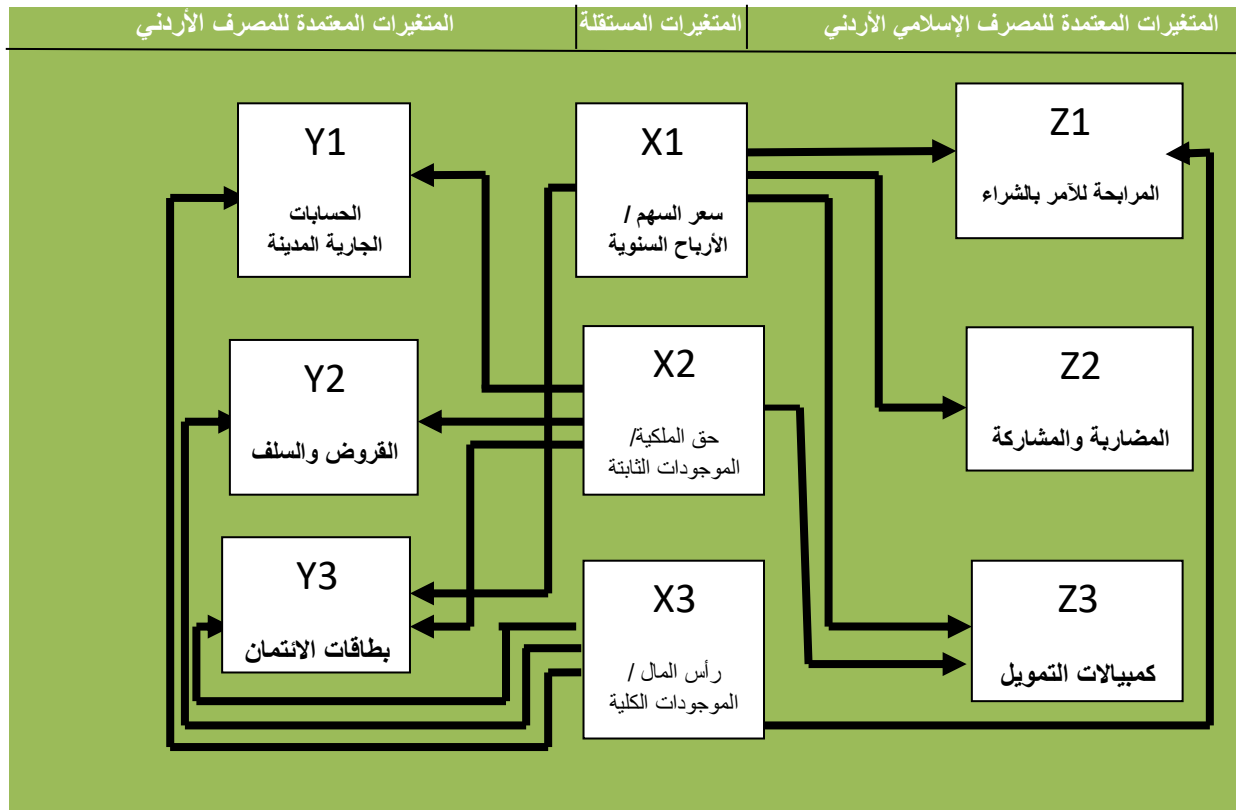 المتغيرات المعتمدة للمصرف الإسلامي الأردني
المتغيرات المستقلة
المتغيرات المعتمدة للمصرف الأردني
Z1
المرابحة للآمر بالشراء
X1
سعر السهم /
الأرباح السنوية
Y1
الحسابات
الجارية المدينة
Z2
المضاربة والمشاركة
X2
حق الملكية/
الموجودات الثابتة
Y2
القروض والسلف
Z3
كمبيالات التمويل
X3
رأس المال /
الموجودات الكلية
Y3
بطاقات الائتمان